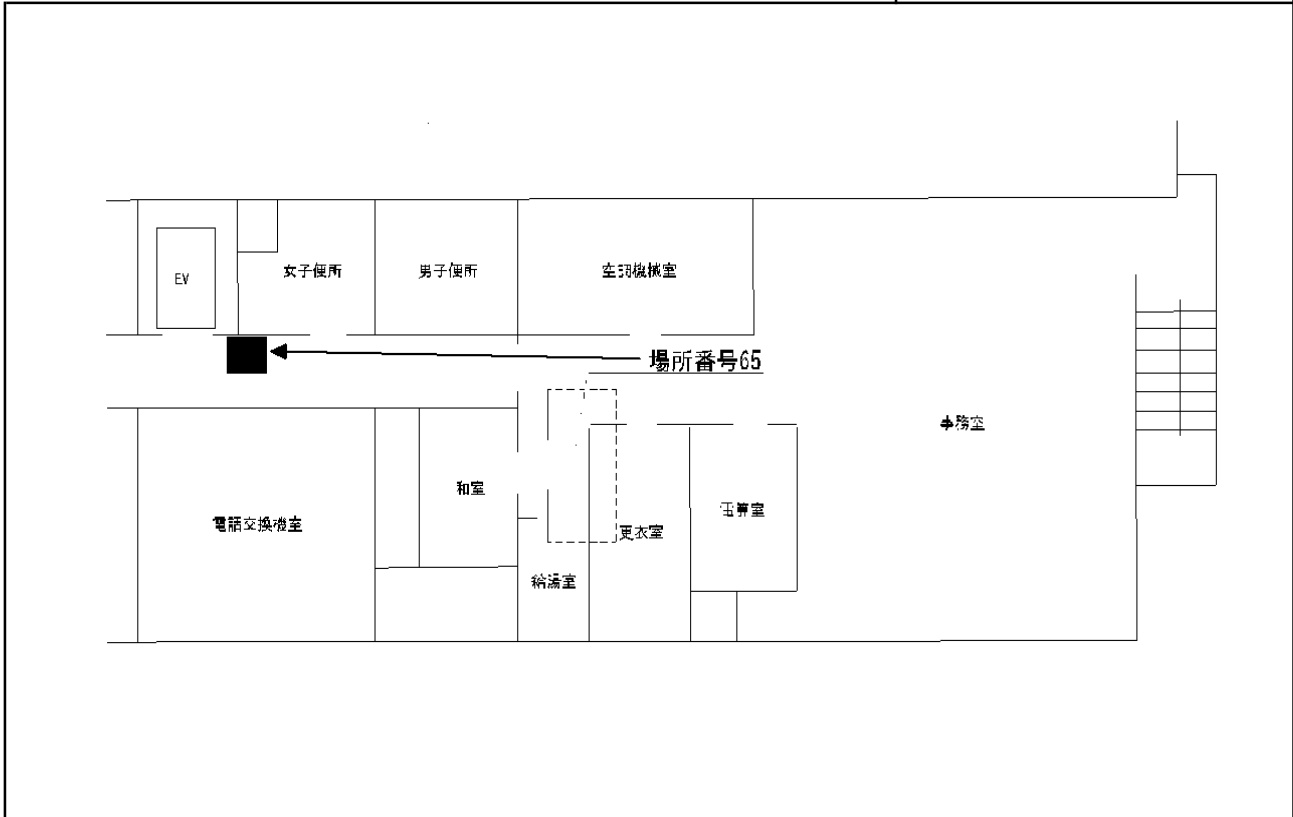 EV
女子便所
男子便所
空調機械室
場所番号65
事務室
和室
電話交換機室
更衣室
電算室
給湯室